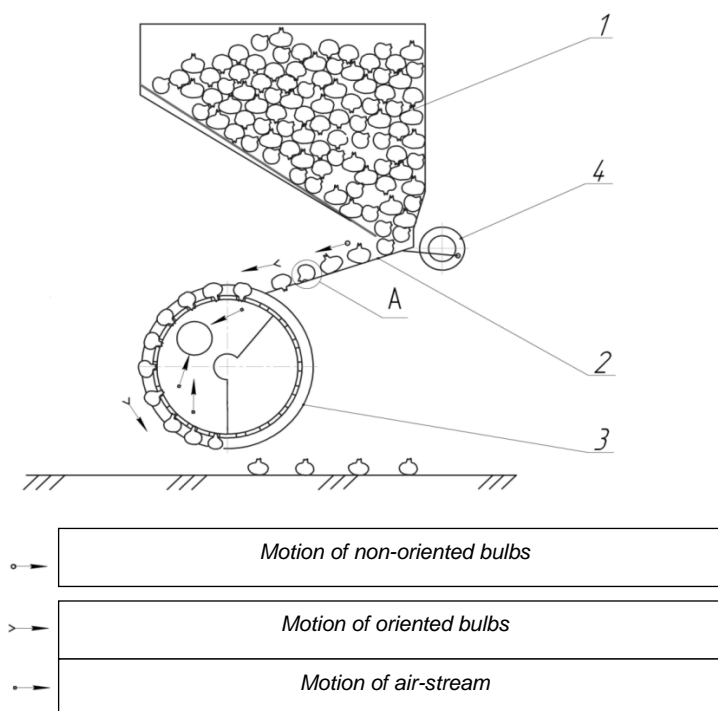 1
4
A
2
3
Motion of non-oriented bulbs
Motion of oriented bulbs
Motion of air-stream